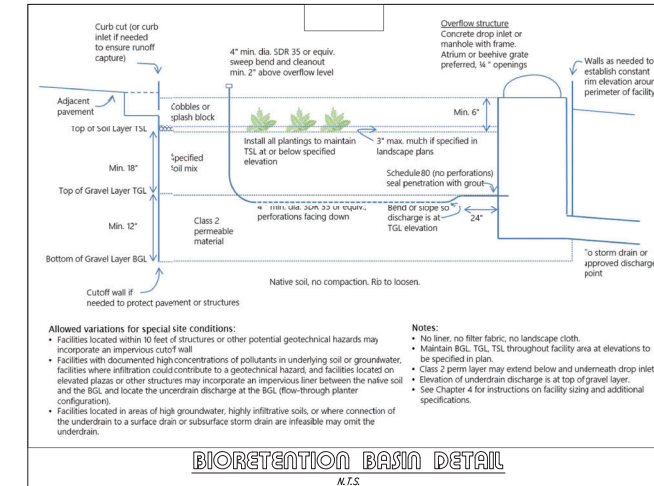 Curb cut (or curb
inlet if needed
to ensure runoff
capture)
4" min. dia. SDR 35 or equiv.
sweep bend and cleanout
min. 2" above overflow level
Overflow structure
Concrete drop inlet or
manhole with frame.
Atrium or beehive grate
preferred, ¼ " openings
Walls as needed to
establish constant
rim elevation aroun
perimeter of facility
Adjacent
pavement
Cobbles or
splash block
Min. 6"
Top of Soil Layer TSL
Install all plantings to maintain
TSL at or below specified
elevation
3" max. mulch if specified in
landscape plans
Min. 18"
Specified
soil mix
Schedule 80 (no perforations)
seal penetration with grout
Top of Gravel Layer TGL
4" min. dia. SDR 35 or equiv.,
perforations facing down
Bend or slope so
discharge is at
TGL elevation
24"
Min. 12"
Class 2
permeable
material
Bottom of Gravel Layer BGL
Native soil, no compaction. Rip to loosen.
To storm drain or
approved discharge
point
Cutoff wall if
needed to protect pavement or structures
Allowed variations for special site conditions:
• Facilities located within 10 feet of structures or other potential geotechnical hazards may
incorporate an impervious cutoff wall
• Facilities with documented high concentrations of pollutants in underlying soil or groundwater,
facilities where infiltration could contribute to a geotechnical hazard, and facilities located on
elevated plazas or other structures may incorporate an impervious liner between the native soil
and the BGL and locate the underdrain discharge at the BGL (flow-through planter
configuration).
• Facilities located in areas of high groundwater, highly infiltrative soils, or where connection of
the underdrain to a surface drain or subsurface storm drain are infeasible may omit the
underdrain.
Notes:
• No liner, no filter fabric, no landscape cloth.
• Maintain BGL. TGL, TSL throughout facility area at elevations to
be specified in plan.
• Class 2 perm layer may extend below and underneath drop inlet
• Elevation of underdrain discharge is at top of gravel layer.
• See Chapter 4 for instructions on facility sizing and additional
specifications.
BIORETENTION BASIN DETAIL
N.T.S.